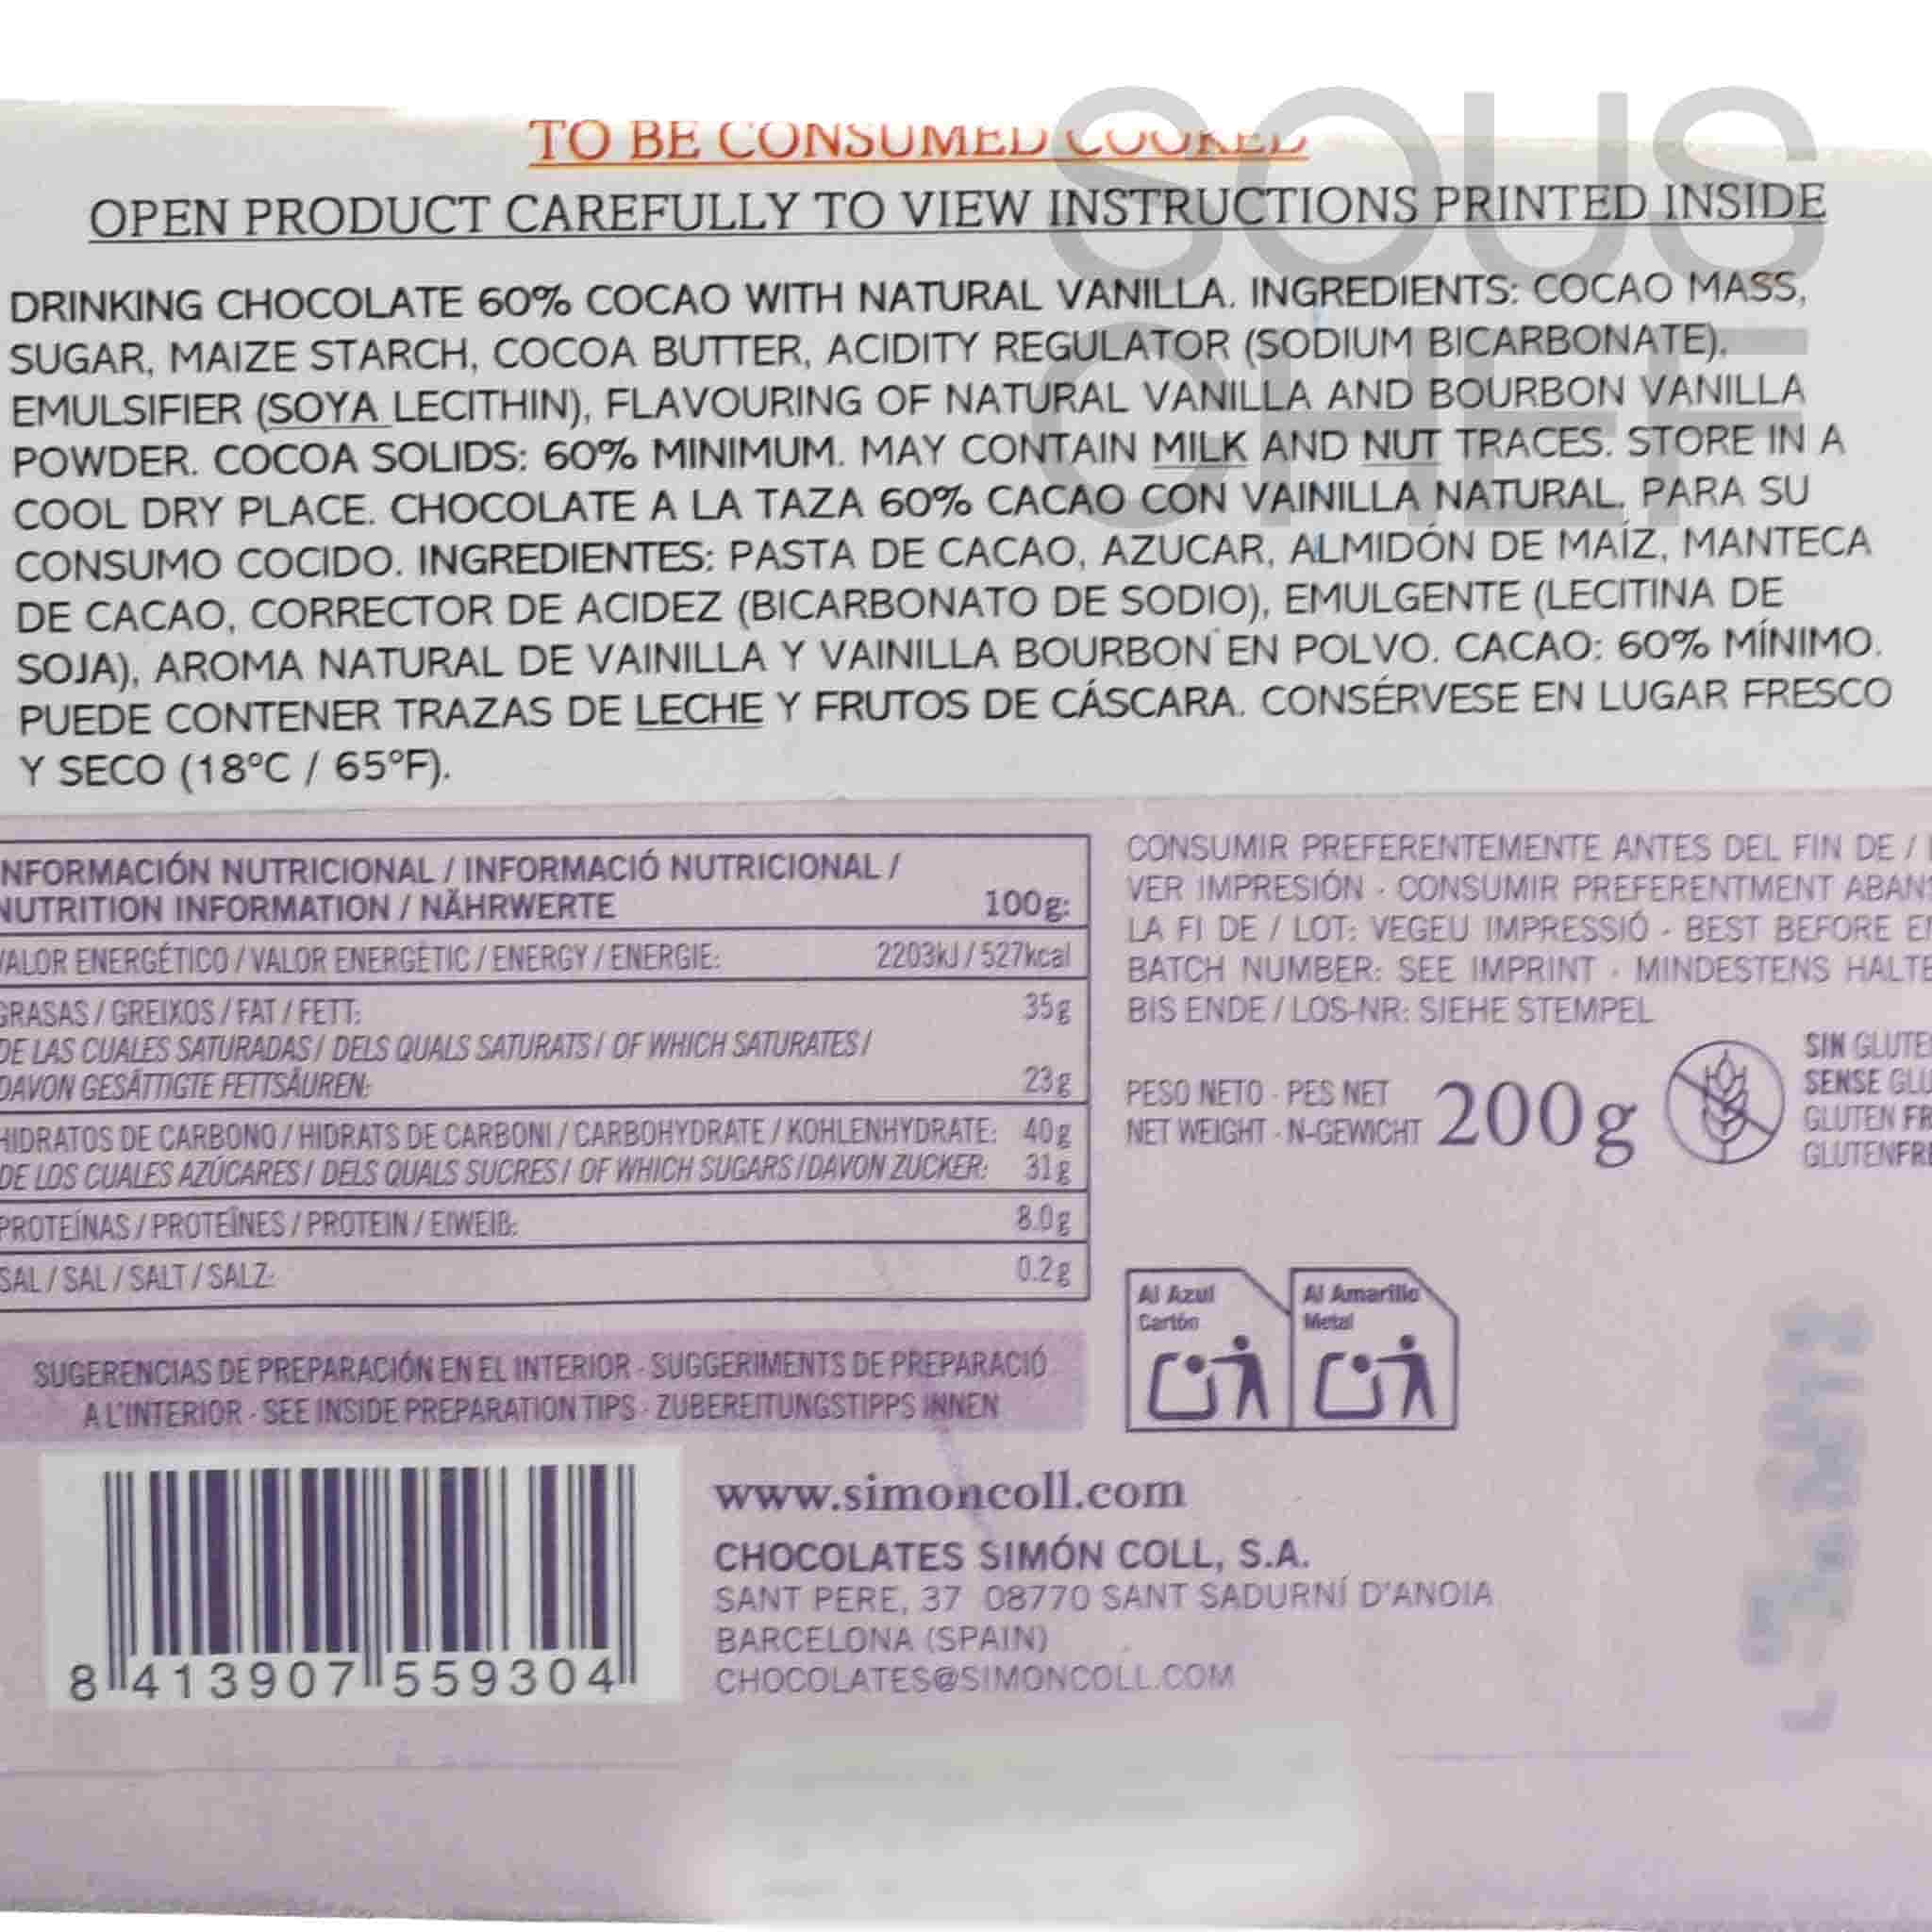 SOUS
CHEF
TO BE CONSUMED COOKED
OPEN PRODUCT CAREFULLY TO VIEW INSTRUCTIONS PRINTED INSIDE
DRINKING CHOCOLATE 60% COCAO WITH NATURAL VANILLA. INGREDIENTS: COCAO MASS,
SUGAR, MAIZE STARCH, COCOA BUTTER, ACIDITY REGULATOR (SODIUM BICARBONATE),
EMULSIFIER (SOYA LECITHIN), FLAVOURING OF NATURAL VANILLA AND BOURBON VANILLA
POWDER. COCOA SOLIDS: 60% MINIMUM. MAY CONTAIN MILK AND NUT TRACES. STORE IN A
COOL DRY PLACE. CHOCOLATE A LA TAZA 60% CACAO CON VAINILLA NATURAL. PARA SU
CONSUMO COCIDO. INGREDIENTES: PASTA DE CACAO, AZUCAR, ALMIDÓN DE MAÍZ, MANTECA
DE CACAO, CORRECTOR DE ACIDEZ (BICARBONATO DE SODIO), EMULGENTE (LECITINA DE
SOJA), AROMA NATURAL DE VAINILLA Y VAINILLA BOURBON EN POLVO. CACAO: 60% MÍNIMO.
PUEDE CONTENER TRAZAS DE LECHE Y FRUTOS DE CÁSCARA. CONSÉRVESE EN LUGAR FRESCO
Y SECO (18°C / 65°F).
NFORMACIÓN NUTRICIONAL / INFORMACIÓ NUTRICIONAL /
NUTRITION INFORMATION / NÄHRWERTE 100g:
VALOR ENERGÉTICO / VALOR ENERGÈTIC / ENERGY / ENERGIE: 2203kJ / 527kcal
GRASAS / GREIXOS / FAT / FETT: 35g
DE LAS CUALES SATURADAS / DELS QUALS SATURATS / OF WHICH SATURATES /
DAVON GESÄTTIGTE FETTSÄUREN: 23g
HIDRATOS DE CARBONO / HIDRATS DE CARBONI / CARBOHYDRATE / KOHLENHYDRATE: 40g
DE LOS CUALES AZÚCARES / DELS QUALS SUCRES / OF WHICH SUGARS / DAVON ZUCKER: 31g
PROTEÍNAS / PROTEÏNES / PROTEIN / EIWEIß: 8.0g
SAL / SAL / SALT / SALZ: 0.2g
SUGERENCIAS DE PREPARACIÓN EN EL INTERIOR - SUGGERIMENTS DE PREPARACIÓ
A L'INTERIOR - SEE INSIDE PREPARATION TIPS - ZUBEREITUNGSTIPPS INNEN
CONSUMIR PREFERENTEMENTE ANTES DEL FIN DE /
VER IMPRESIÓN - CONSUMIR PREFERENTMENT ABANS
LA FI DE / LOT: VEGEU IMPRESSIÓ - BEST BEFORE
BATCH NUMBER: SEE IMPRINT - MINDESTENS HALTB
BIS ENDE / LOS-NR: SIEHE STEMPEL
PESO NETO - PES NET
NET WEIGHT - N-GEWICHT 200g
SIN GLUTE
SENSE GLU
GLUTEN FR
GLUTENFRE
Al Azul
Cartón
Al Amarillo
Metal
8 413907 559304
www.simoncoll.com
CHOCOLATES SIMÓN COLL, S.A.
SANT PERE, 37 08770 SANT SADURNÍ D'ANOIA
BARCELONA (SPAIN)
CHOCOLATES@SIMONCOLL.COM